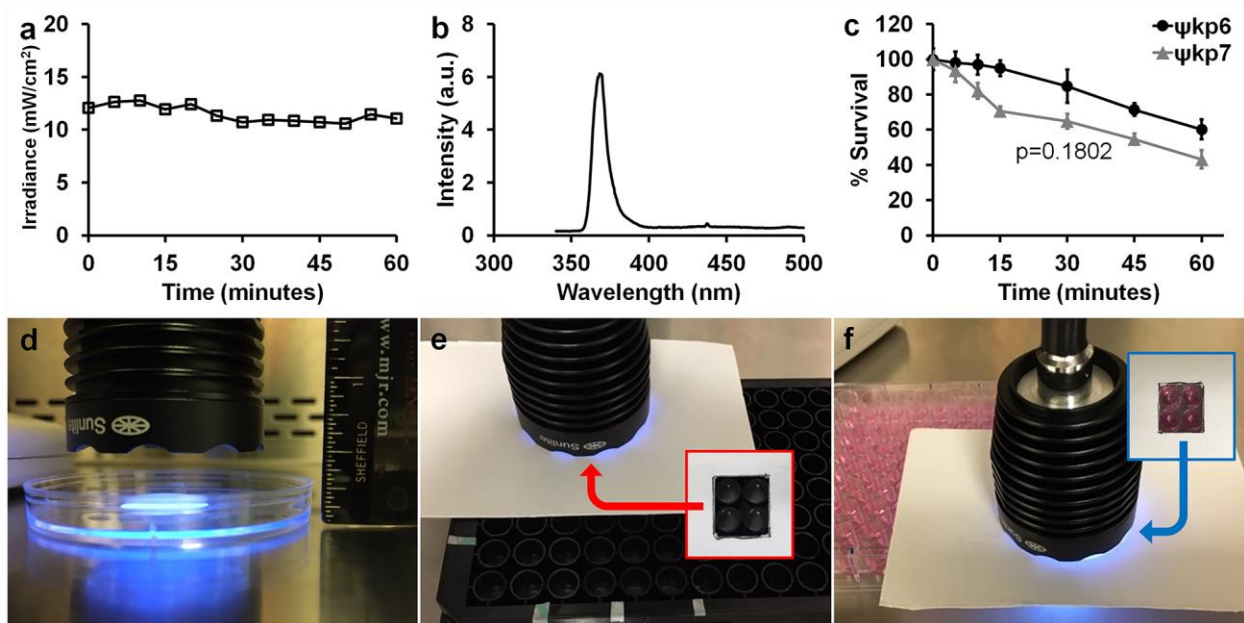 a
Irradiance (mW/cm²)
20
15
10
5
0
0 15 30 45 60
Time (minutes)
b
Intensity (a.u.)
8
6
4
2
0
300 350 400 450 500
Wavelength (nm)
c
ψkp6
ψkp7
% Survival
120
100
80
60
40
20
0
p=0.1802
0 15 30 45 60
Time (minutes)
d
Sunlite
www.mjr.com
SHEFFIELD
1
e
Sunlite
f
Sunlite